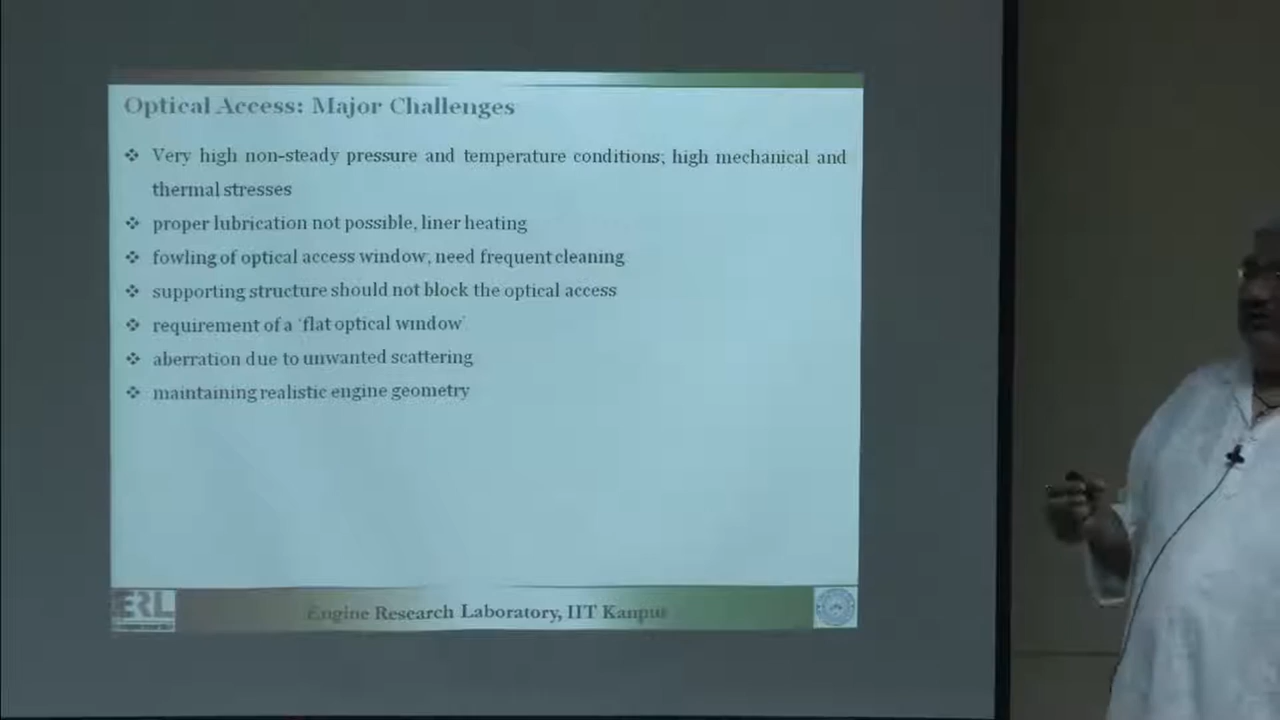 Optical Access: Major Challenges
❖ Very high non-steady pressure and temperature conditions; high mechanical and
thermal stresses
❖ proper lubrication not possible, liner heating
❖ fowling of optical access window; need frequent cleaning
❖ supporting structure should not block the optical access
❖ requirement of a 'flat optical window'
❖ aberration due to unwanted scattering
❖ maintaining realistic engine geometry
ERL
Engine Research Laboratory, IIT Kanpur